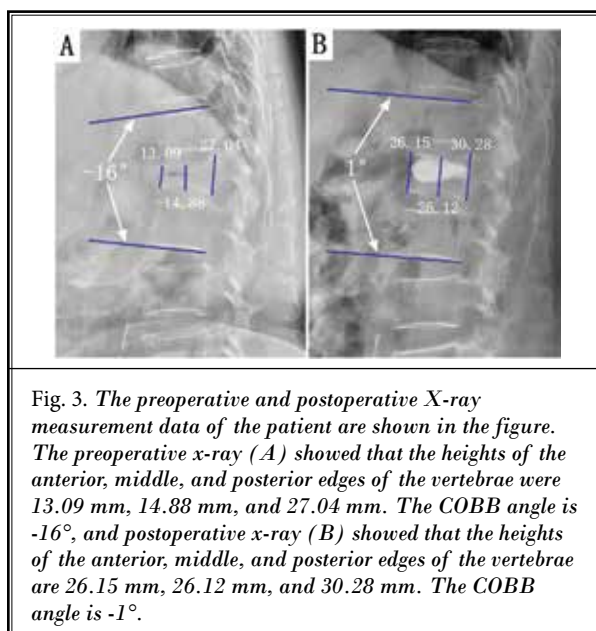 A
B
13.09
27.04
-16°
-14.88
26.15
30.28
1°
-26.12
Fig. 3. The preoperative and postoperative X-ray
measurement data of the patient are shown in the figure.
The preoperative x-ray (A) showed that the heights of the
anterior, middle, and posterior edges of the vertebrae were
13.09 mm, 14.88 mm, and 27.04 mm. The COBB angle is
-16°, and postoperative x-ray (B) showed that the heights
of the anterior, middle, and posterior edges of the vertebrae
are 26.15 mm, 26.12 mm, and 30.28 mm. The COBB
angle is -1°.